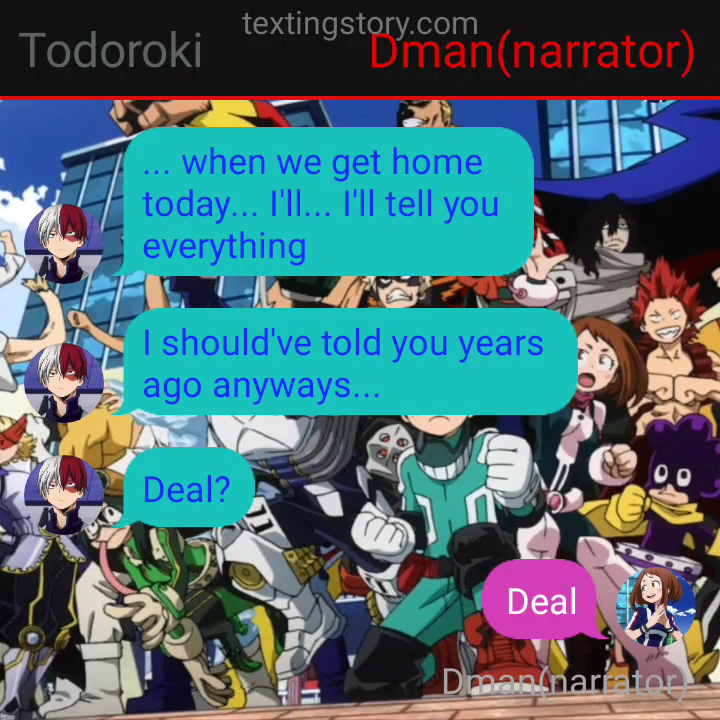 textingstory.com
Todoroki
Dman(narrator)
... when we get home
today... I'll... I'll tell you
everything
I should've told you years
ago anyways...
Deal?
Deal
Dman(narrator)